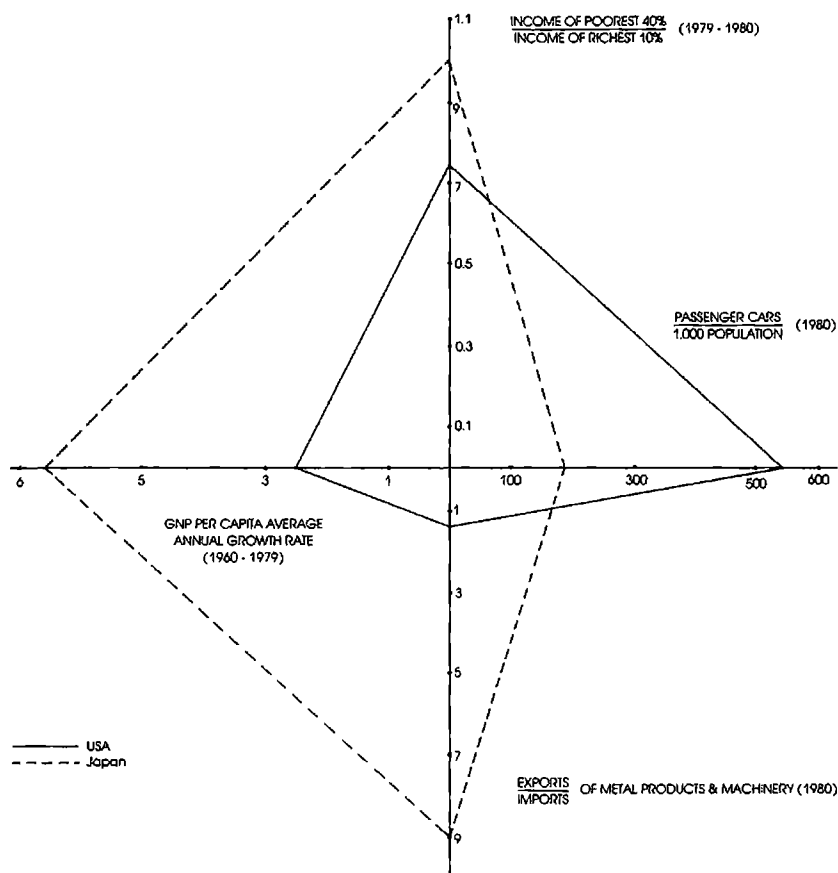 1.1
INCOME OF POOREST 40%
INCOME OF RICHEST 10%
(1979 - 1980)
9
7
0.5
PASSENGER CARS
1.000 POPULATION
(1980)
0.3
0.1
6 5 3 1 100 300 500 600
GNP PER CAPITA AVERAGE
ANNUAL GROWTH RATE
(1960 - 1979)
1
3
5
USA
Japan
7
EXPORTS
IMPORTS
OF METAL PRODUCTS & MACHINERY (1980)
9